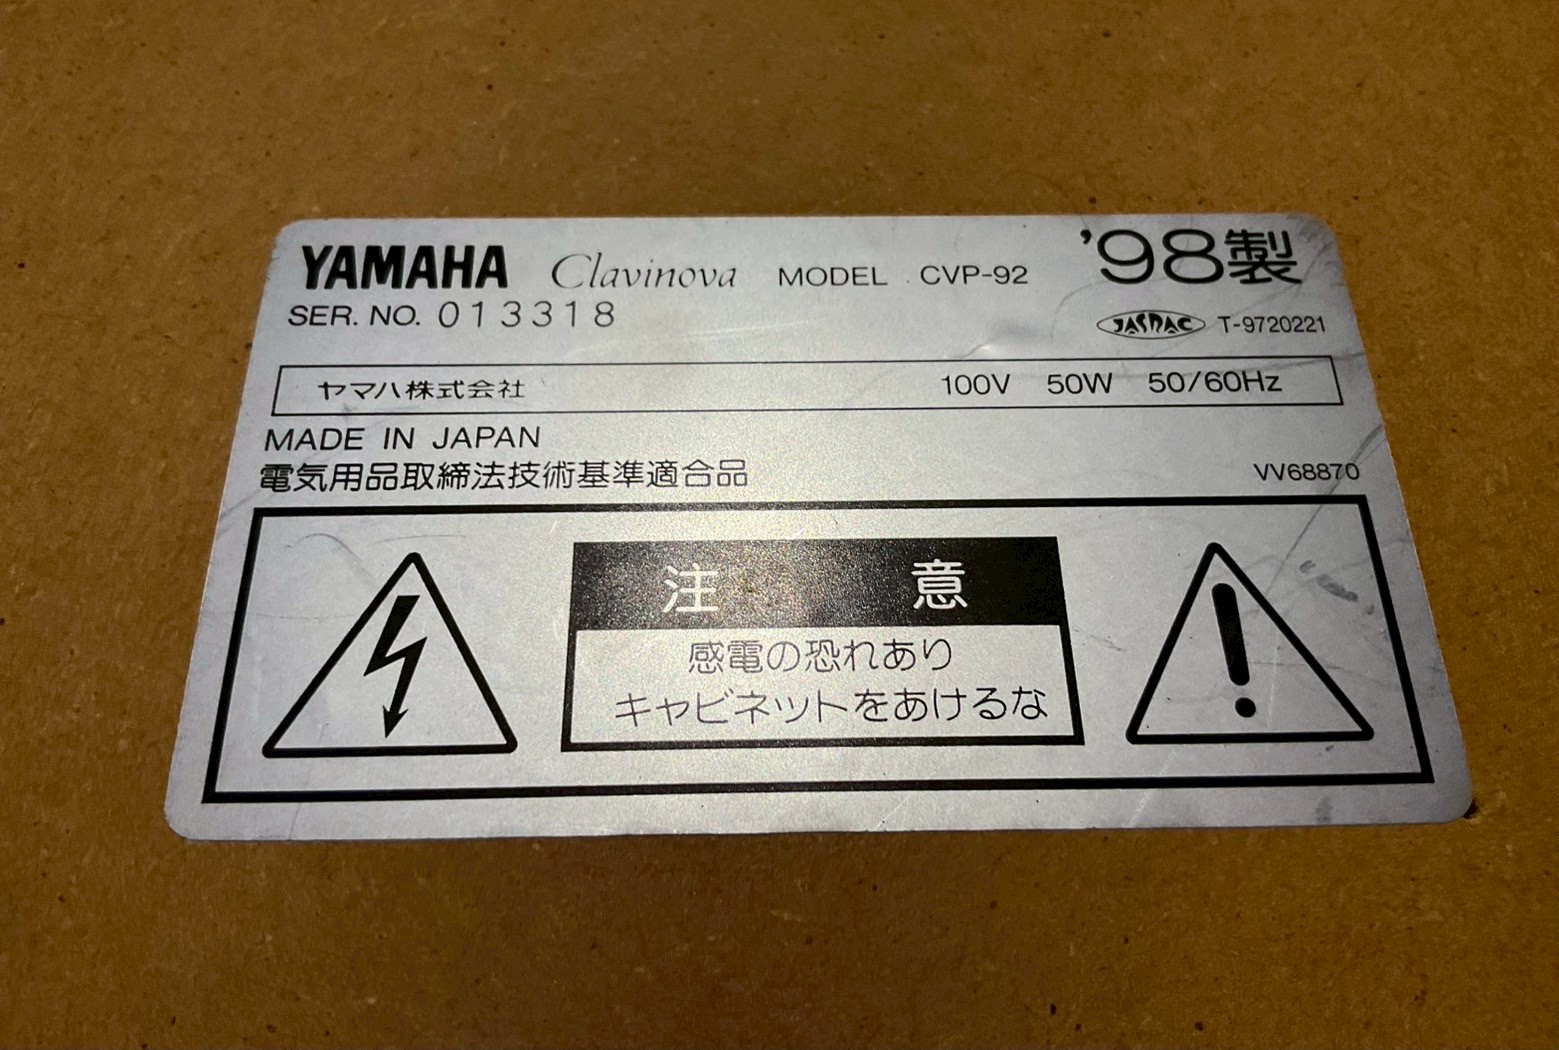 YAMAHA Clavinova MODEL CVP-92 '98製
SER. NO. 013318 JASRAC T-9720221
ヤマハ株式会社 100V 50W 50/60Hz
MADE IN JAPAN
電気用品取締法技術基準適合品 VV68870
注意
感電の恐れあり
キャビネットをあけるな